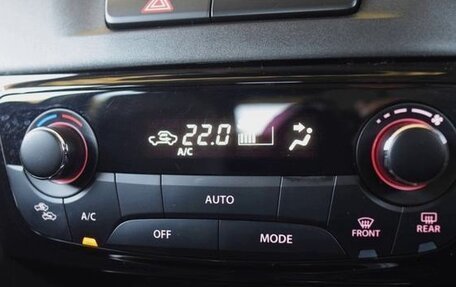 22.0
A/C
AUTO
A/C
OFF
MODE
FRONT
REAR